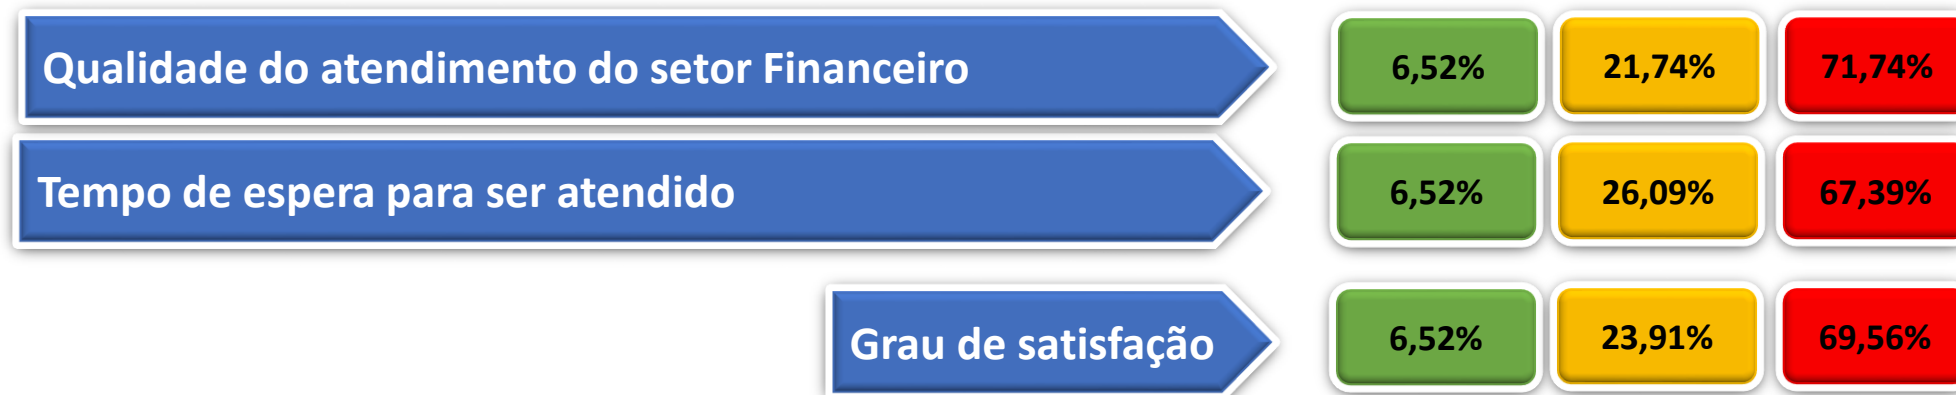 Qualidade do atendimento do setor Financeiro 6,52% 21,74% 71,74%
Tempo de espera para ser atendido 6,52% 26,09% 67,39%
Grau de satisfação 6,52% 23,91% 69,56%